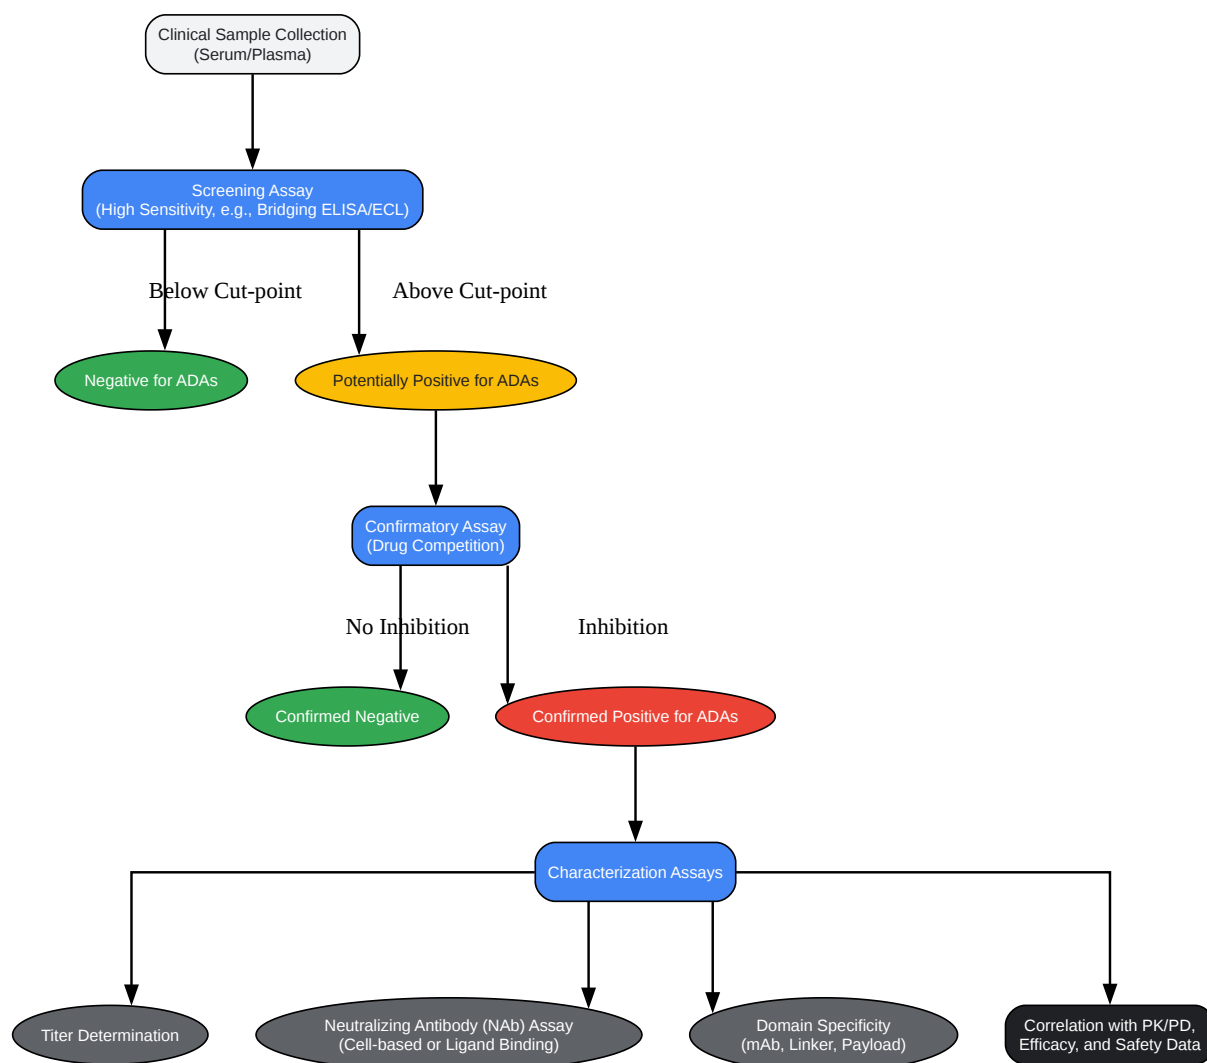 Clinical Sample Collection
(Serum/Plasma)
Screening Assay
(High Sensitivity, e.g., Bridging ELISA/ECL)
Below Cut-point
Above Cut-point
Negative for ADAs
Potentially Positive for ADAs
Confirmatory Assay
(Drug Competition)
No Inhibition
Inhibition
Confirmed Negative
Confirmed Positive for ADAs
Characterization Assays
Titer Determination
Neutralizing Antibody (NAb) Assay
(Cell-based or Ligand Binding)
Domain Specificity
(mAb, Linker, Payload)
Correlation with PK/PD,
Efficacy, and Safety Data